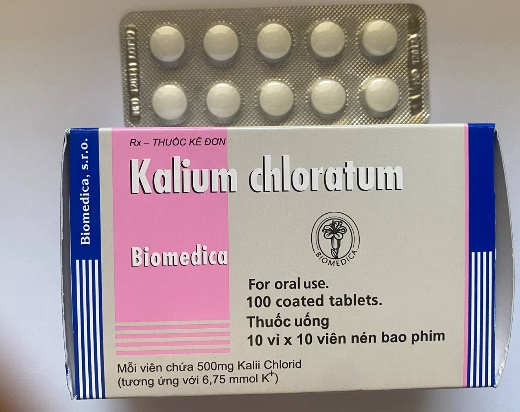 Rx – THUỐC KÊ ĐƠN
Kalium chloratum
Biomedica, s.r.o.
Biomedica
BIOMEDICA
For oral use.
100 coated tablets.
Thuốc uống
10 vỉ x 10 viên nén bao phim
Mỗi viên chứa 500mg Kalii Chlorid
(tương ứng với 6,75 mmol K+)